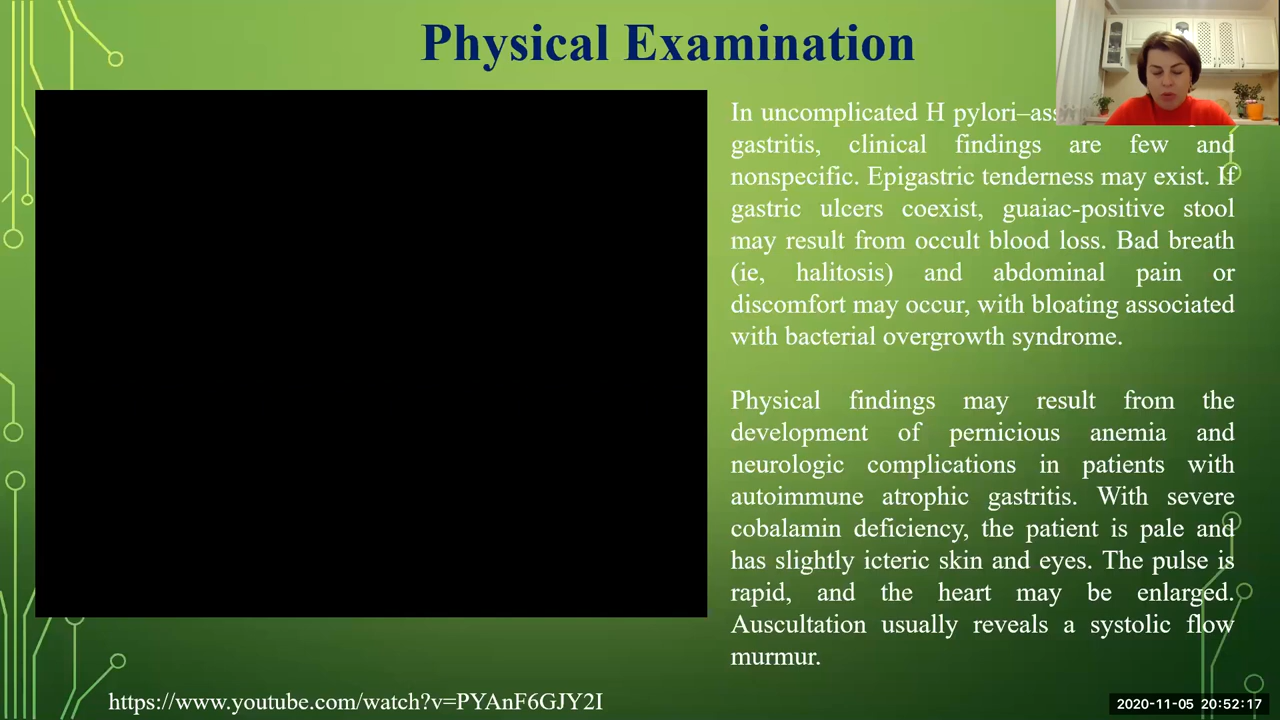 Physical Examination
In uncomplicated H pylori–ass
gastritis, clinical findings are few and
nonspecific. Epigastric tenderness may exist. If
gastric ulcers coexist, guaiac-positive stool
may result from occult blood loss. Bad breath
(ie, halitosis) and abdominal pain or
discomfort may occur, with bloating associated
with bacterial overgrowth syndrome.
Physical findings may result from the
development of pernicious anemia and
neurologic complications in patients with
autoimmune atrophic gastritis. With severe
cobalamin deficiency, the patient is pale and
has slightly icteric skin and eyes. The pulse is
rapid, and the heart may be enlarged.
Auscultation usually reveals a systolic flow
murmur.
https://www.youtube.com/watch?v=PYAnF6GJY2I
2020-11-05 20:52:17